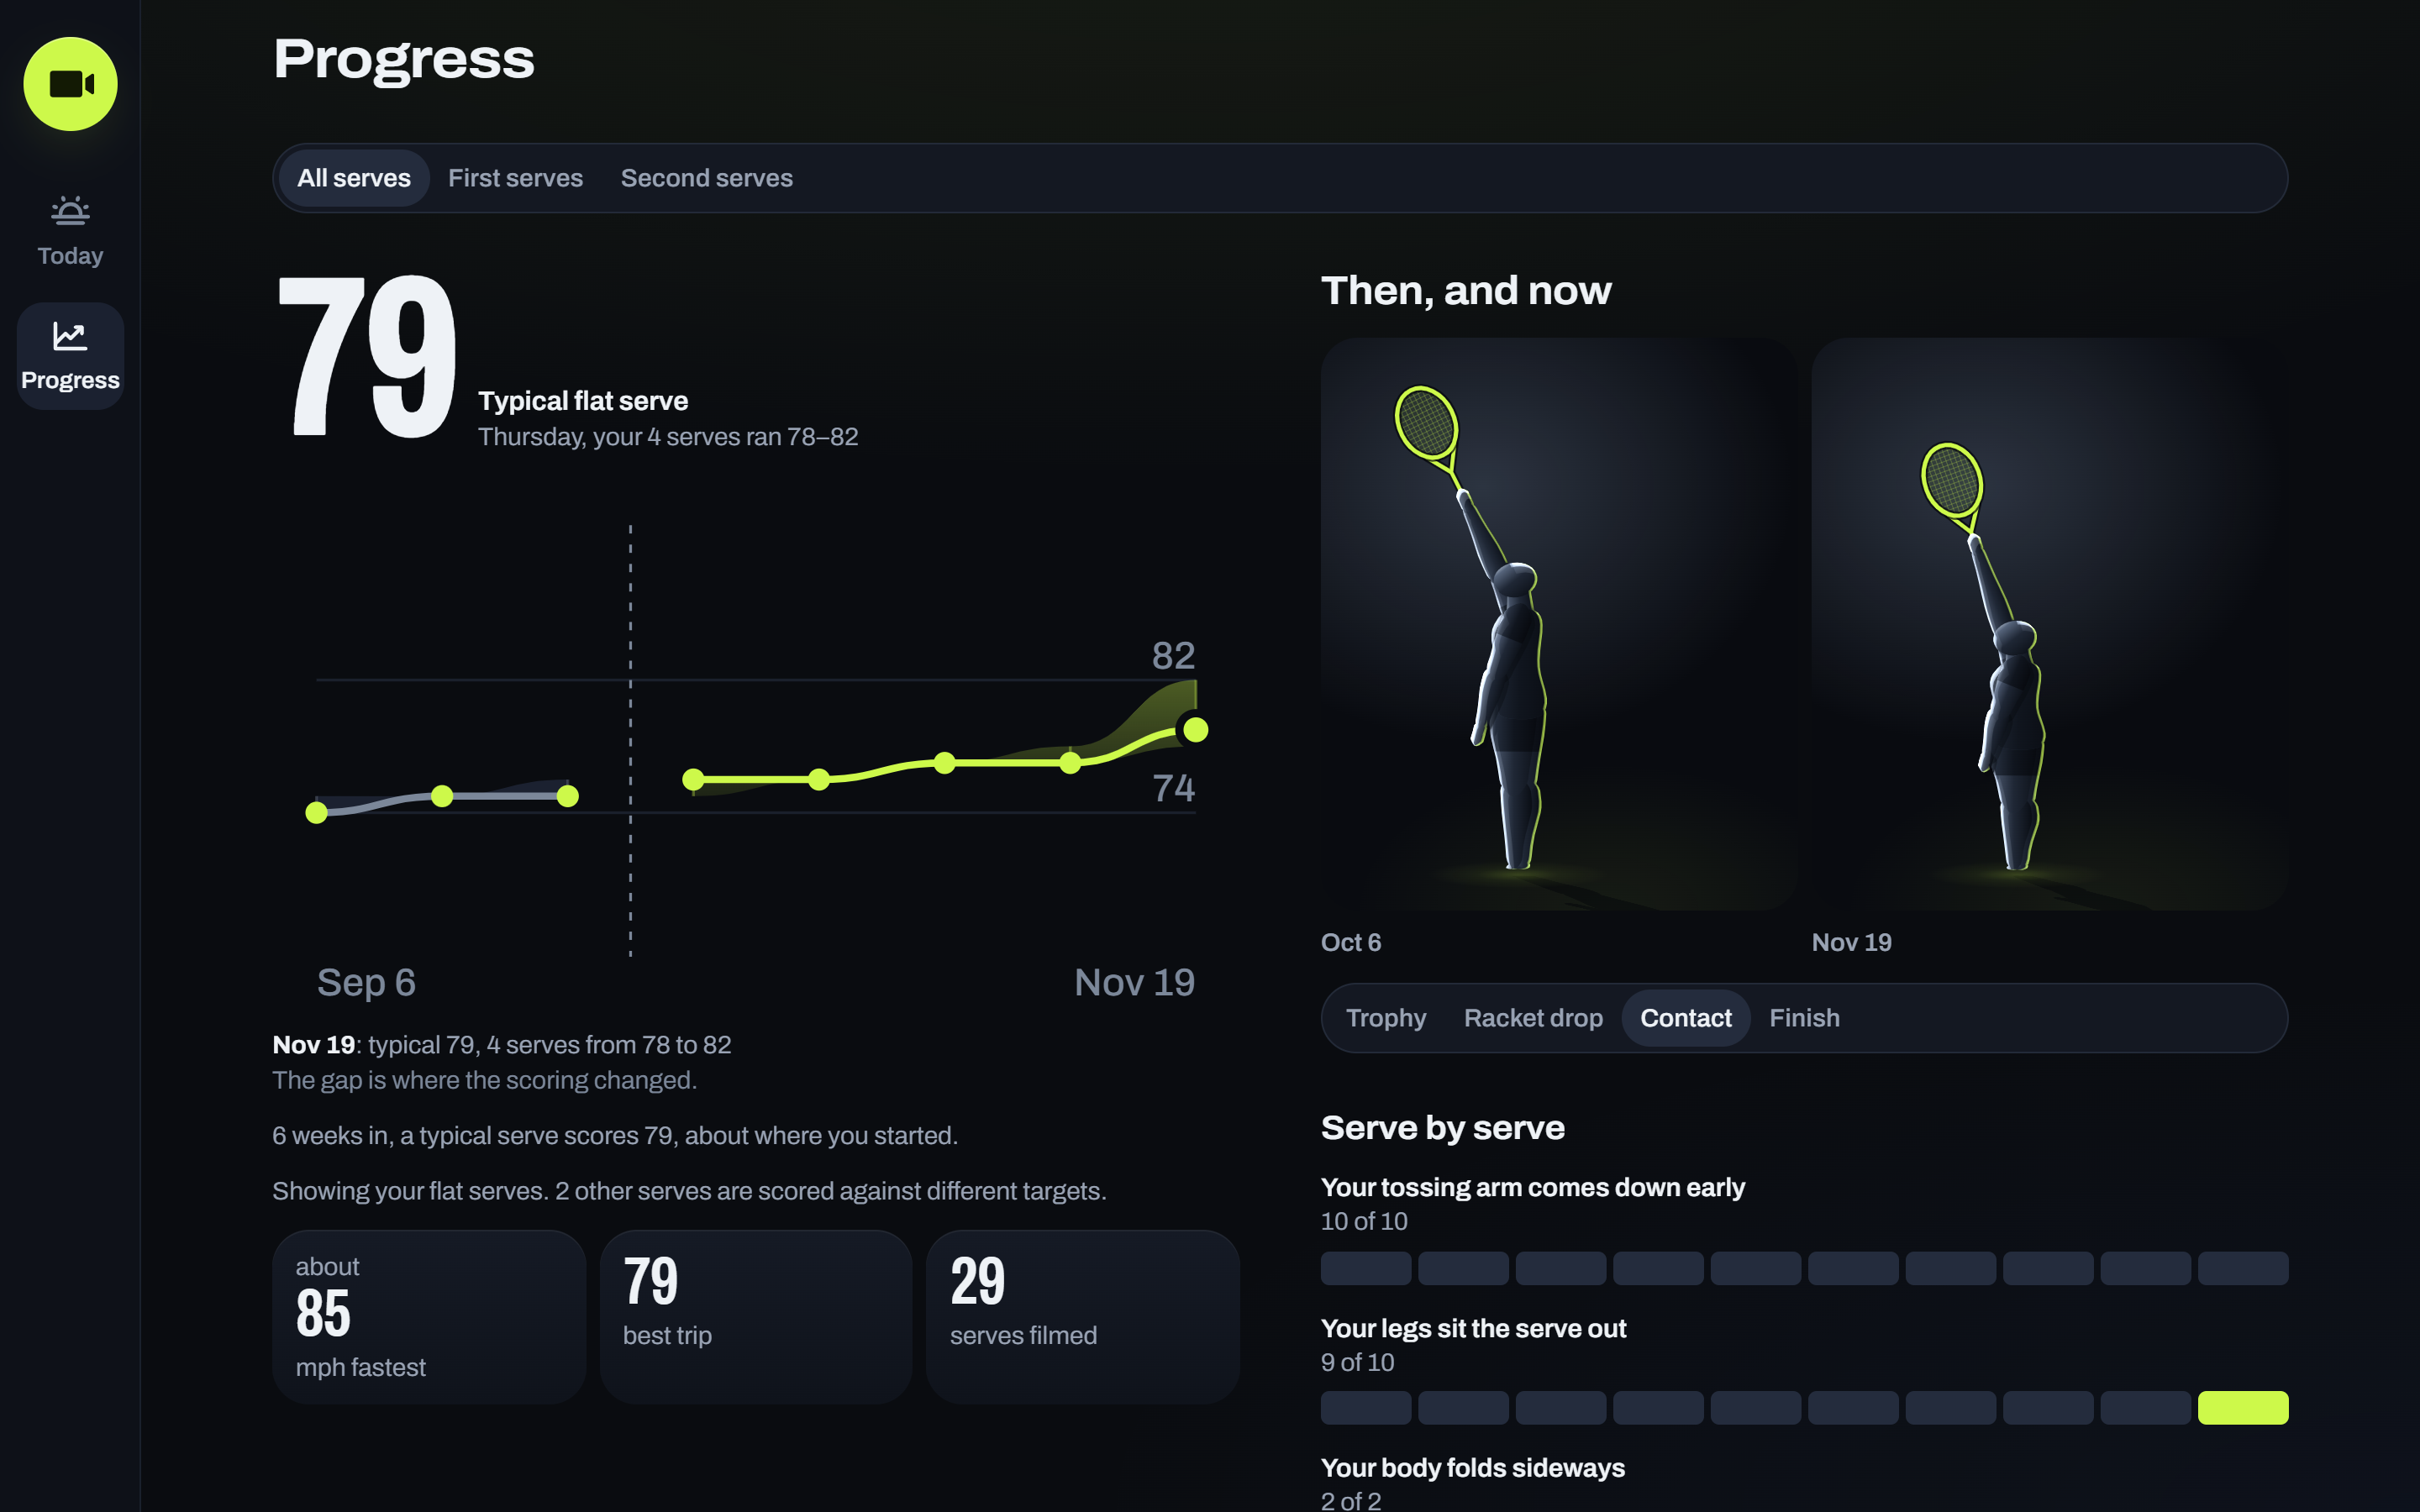 Progress
All serves
First serves
Second serves
Today
Progress
79
Typical flat serve
Thursday, your 4 serves ran 78–82
82
74
Sep 6
Nov 19
Nov 19: typical 79, 4 serves from 78 to 82
The gap is where the scoring changed.
6 weeks in, a typical serve scores 79, about where you started.
Showing your flat serves. 2 other serves are scored against different targets.
about
85
mph fastest
79
best trip
29
serves filmed
Then, and now
Oct 6
Nov 19
Trophy
Racket drop
Contact
Finish
Serve by serve
Your tossing arm comes down early
10 of 10
Your legs sit the serve out
9 of 10
Your body folds sideways
2 of 2